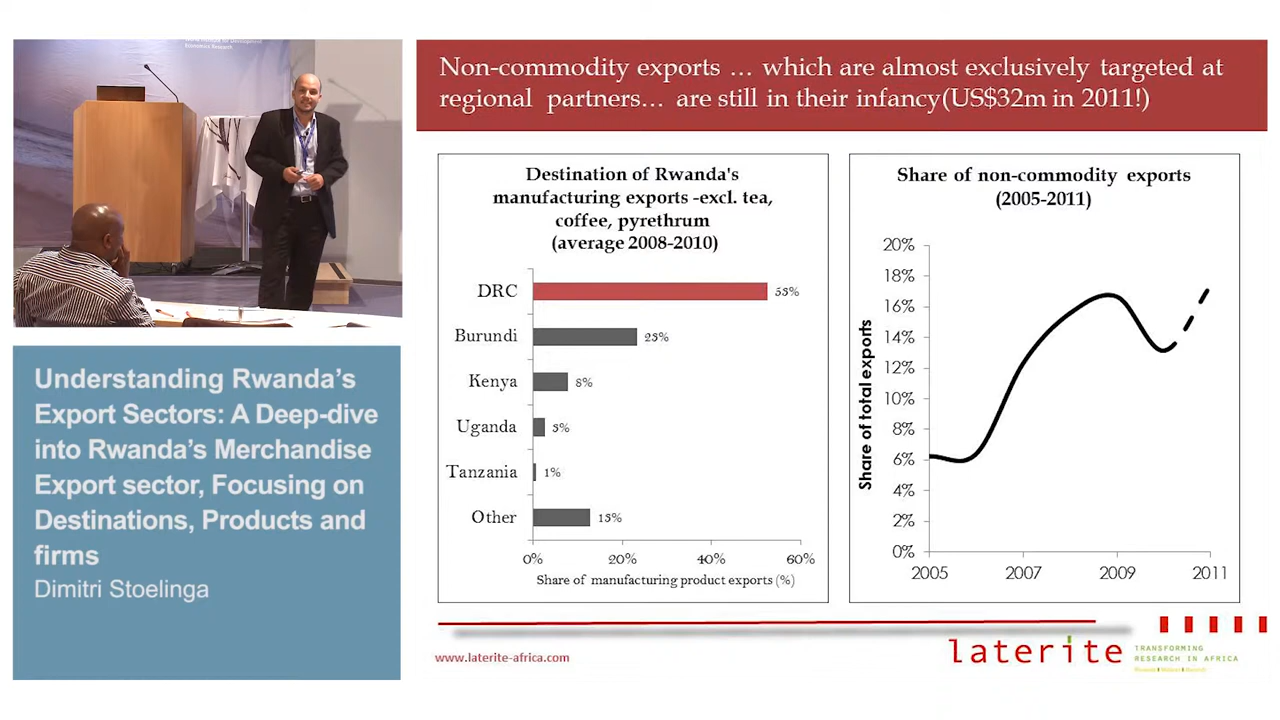 Economics Research
Non-commodity exports … which are almost exclusively targeted at
regional partners… are still in their infancy(US$32m in 2011!)
Destination of Rwanda's
manufacturing exports -excl. tea,
coffee, pyrethrum
(average 2008-2010)
DRC
53%
Burundi
23%
Kenya
8%
Uganda
3%
Tanzania
1%
Other
13%
0%
20%
40%
60%
Share of manufacturing product exports (%)
Share of non-commodity exports
(2005-2011)
Share of total exports
20%
18%
16%
14%
12%
10%
8%
6%
4%
2%
0%
2005
2007
2009
2011
Understanding Rwanda's
Export Sectors: A Deep-dive
into Rwanda's Merchandise
Export sector, Focusing on
Destinations, Products and
firms
Dimitri Stoelinga
www.laterite-africa.com
laterite
TRANSFORMING
RESEARCH IN AFRICA